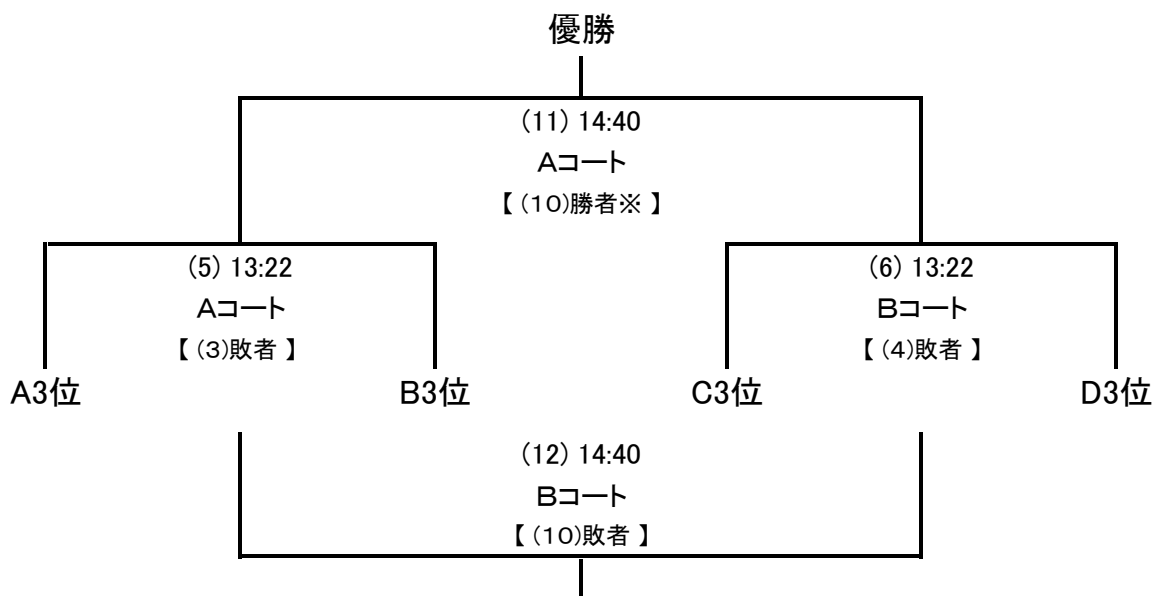 優勝
(11) 14:40
Aコート
【 (10)勝者※ 】
(5) 13:22
Aコート
【 (3)敗者 】
(6) 13:22
Bコート
【 (4)敗者 】
A3位
B3位
C3位
D3位
(12) 14:40
Bコート
【 (10)敗者 】